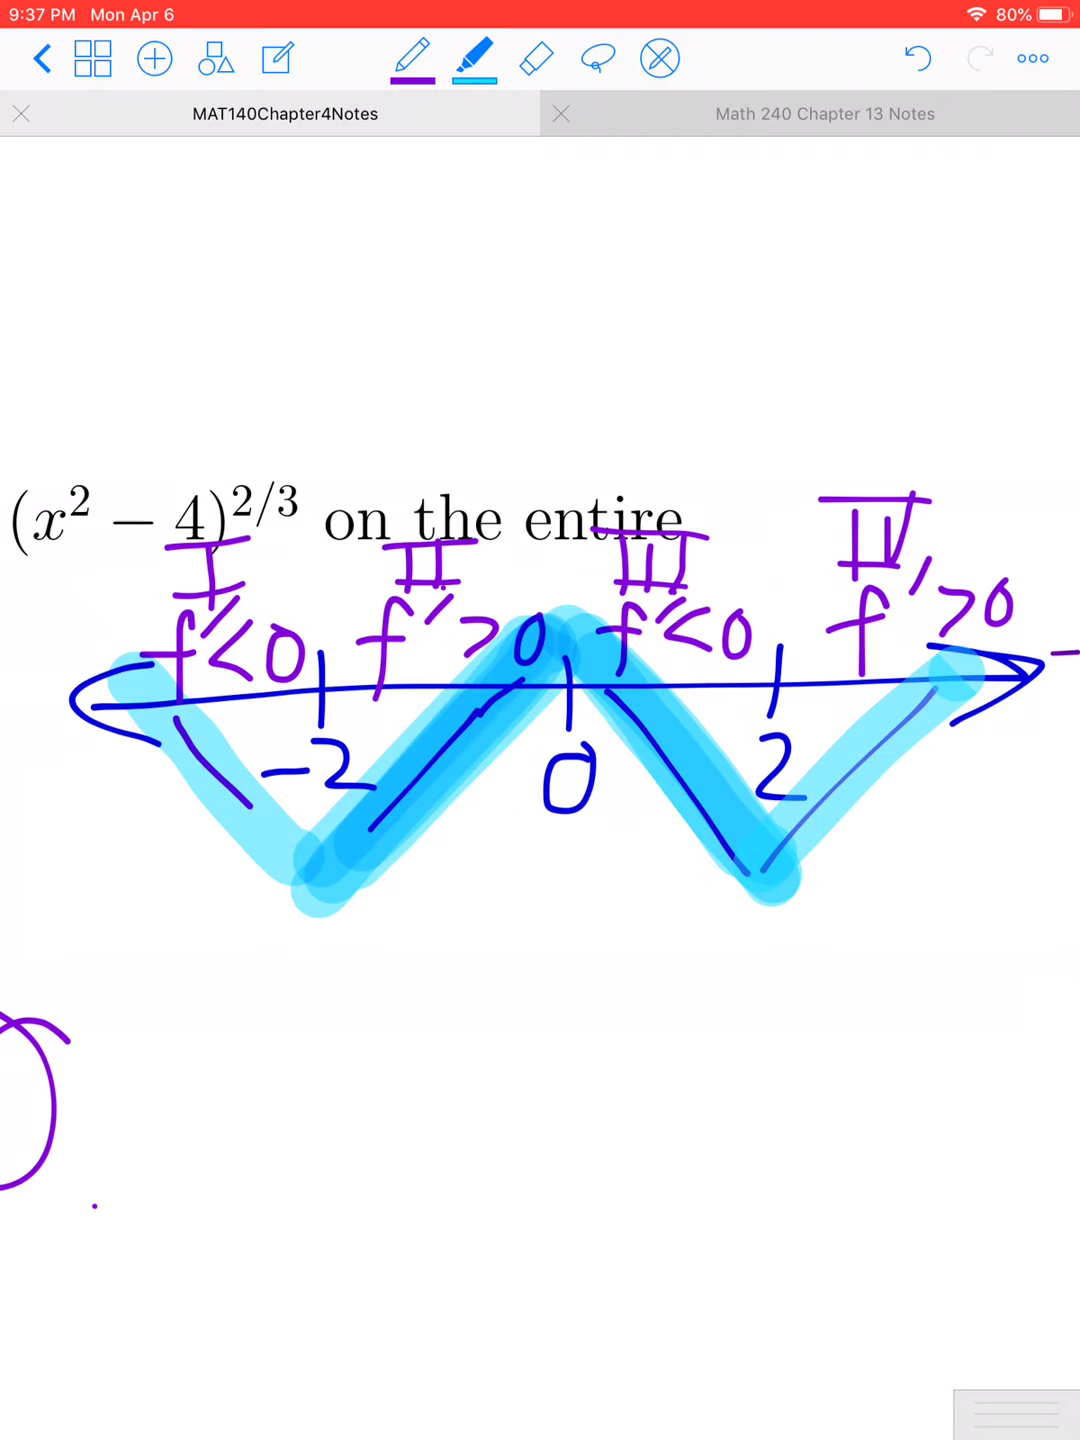 9:37 PM Mon Apr 6 80%
MAT140Chapter4Notes Math 240 Chapter 13 Notes
(x² − 4)^{2/3} on the entire
I II III IV
f′<0 f′>0 f′<0 f′>0
−2 0 2